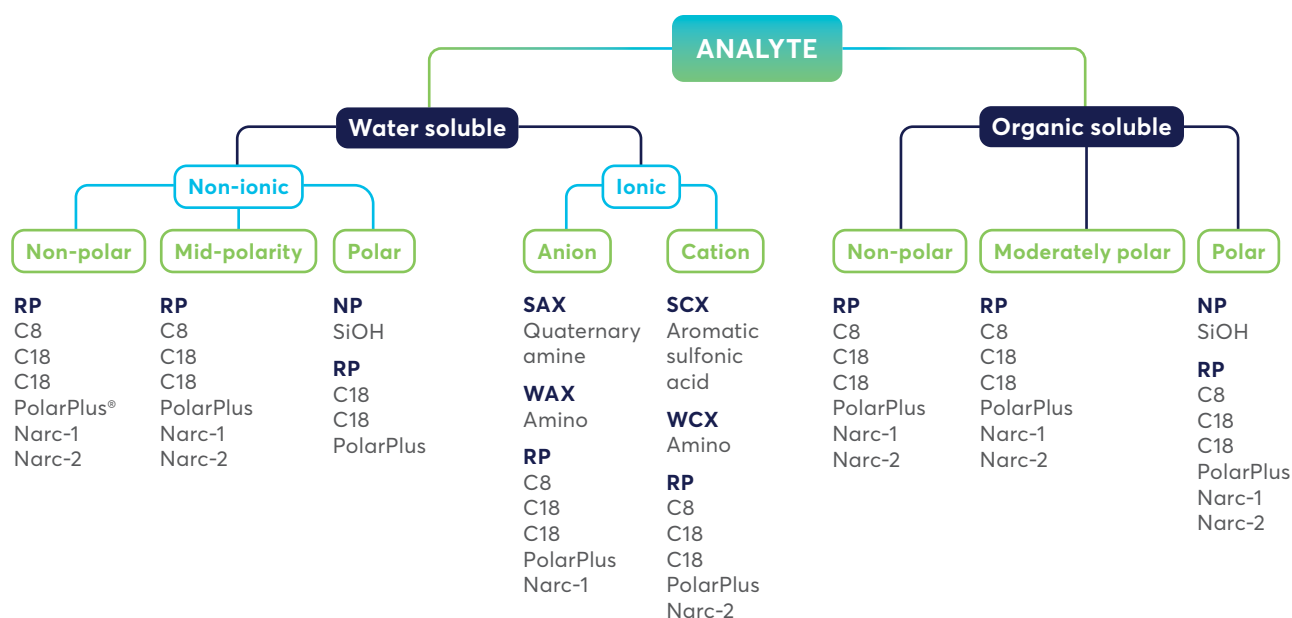 ANALYTE
Water soluble
Organic soluble
Non-ionic
Ionic
Non-polar
Mid-polarity
Polar
Anion
Cation
Non-polar
Moderately polar
Polar
RP
C8
C18
C18
PolarPlus®
Narc-1
Narc-2
RP
C8
C18
C18
PolarPlus
Narc-1
Narc-2
NP
SiOH
RP
C18
C18
PolarPlus
SAX
Quaternary
amine
WAX
Amino
RP
C8
C18
C18
PolarPlus
Narc-1
SCX
Aromatic
sulfonic
acid
WCX
Amino
RP
C8
C18
C18
PolarPlus
Narc-2
RP
C8
C18
C18
PolarPlus
Narc-1
Narc-2
RP
C8
C18
C18
PolarPlus
Narc-1
Narc-2
NP
SiOH
RP
C8
C18
C18
PolarPlus
Narc-1
Narc-2